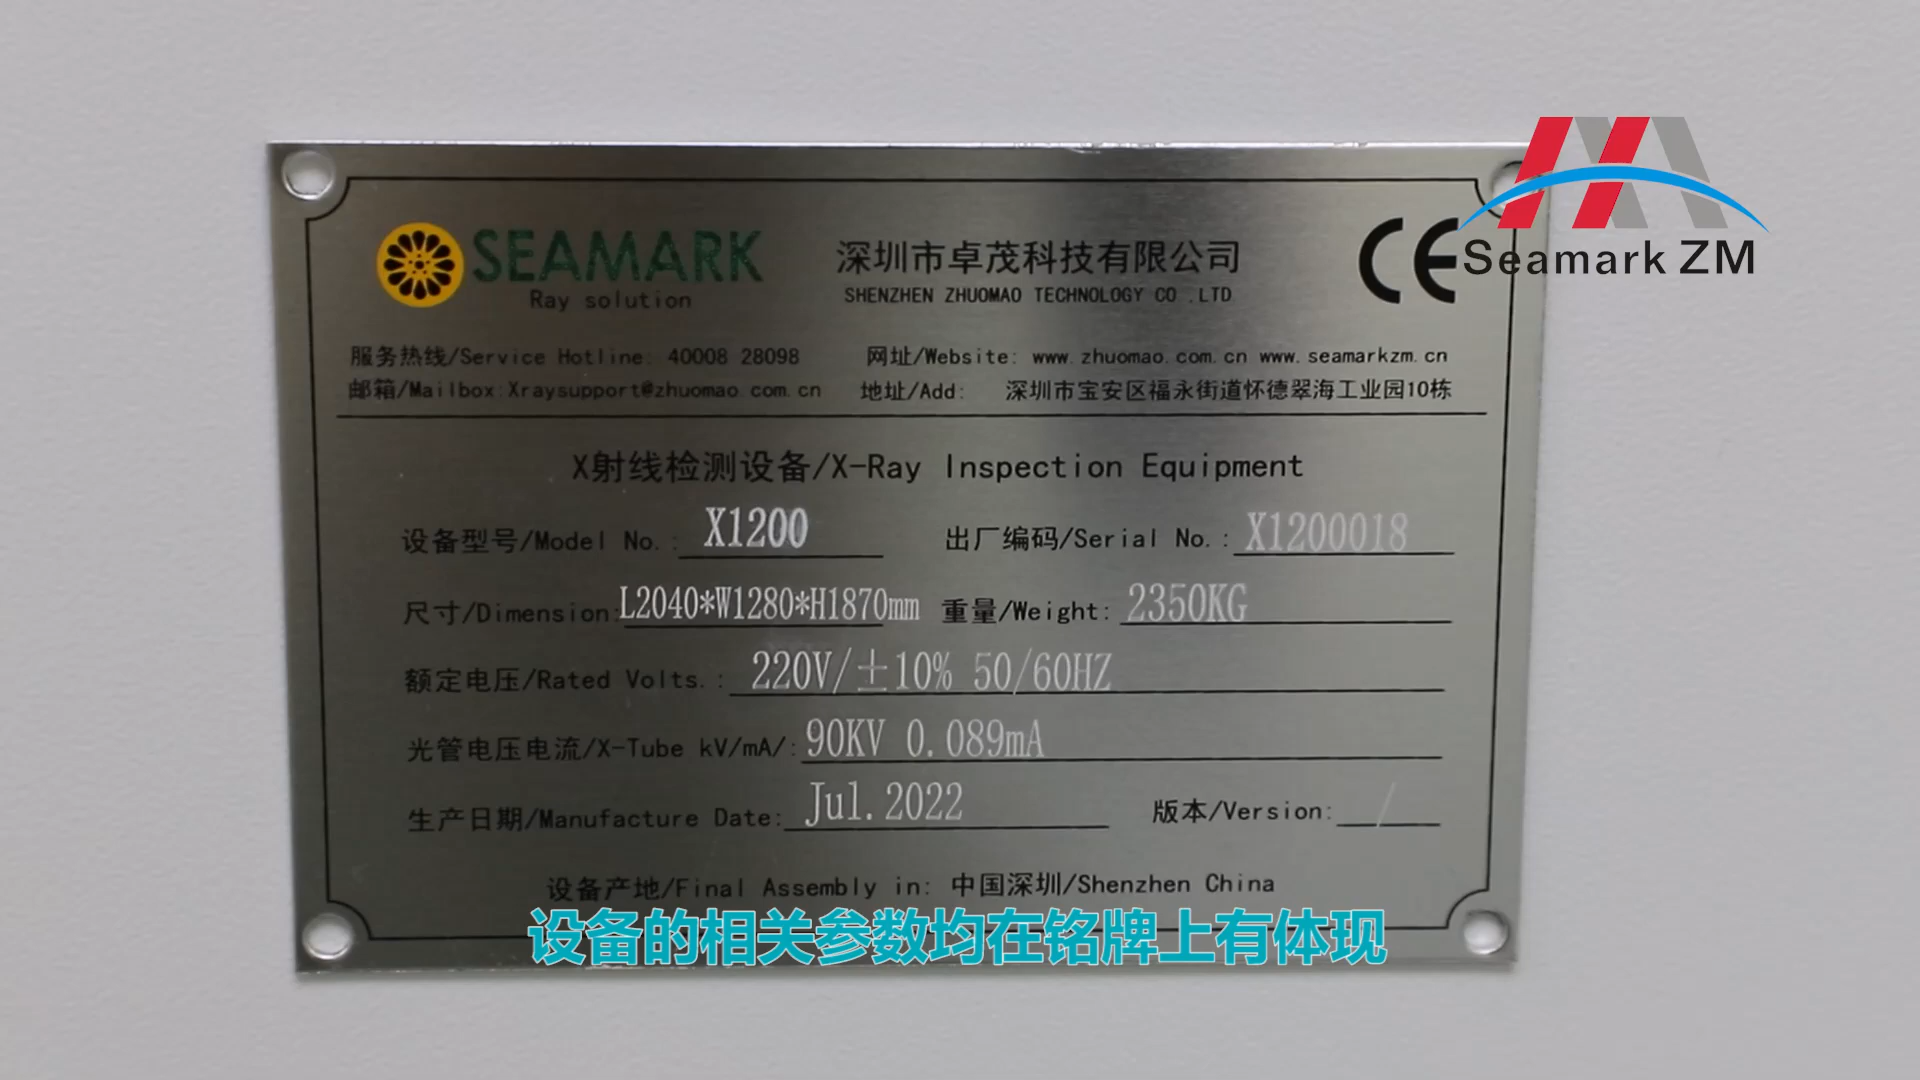 SEAMARK
Ray solution
深圳市卓茂科技有限公司
SHENZHEN ZHUOMAO TECHNOLOGY CO .LTD
CE
Seamark ZM
服务热线/Service Hotline: 40008 28098
网址/Website: www.zhuomao.com.cn www.seamarkzm.cn
邮箱/Mailbox:Xraysupport@zhuomao.com.cn
地址/Add: 深圳市宝安区福永街道怀德翠海工业园10栋
X射线检测设备/X-Ray Inspection Equipment
设备型号/Model No.: X1200
出厂编码/Serial No.: X1200018
尺寸/Dimension:L2040*W1280*H1870mm
重量/Weight: 2350KG
额定电压/Rated Volts.: 220V/±10% 50/60HZ
光管电压电流/X-Tube kV/mA/: 90KV 0.089mA
生产日期/Manufacture Date: Jul.2022
版本/Version: /
设备产地/Final Assembly in: 中国深圳/Shenzhen China
设备的相关参数均在铭牌上有体现